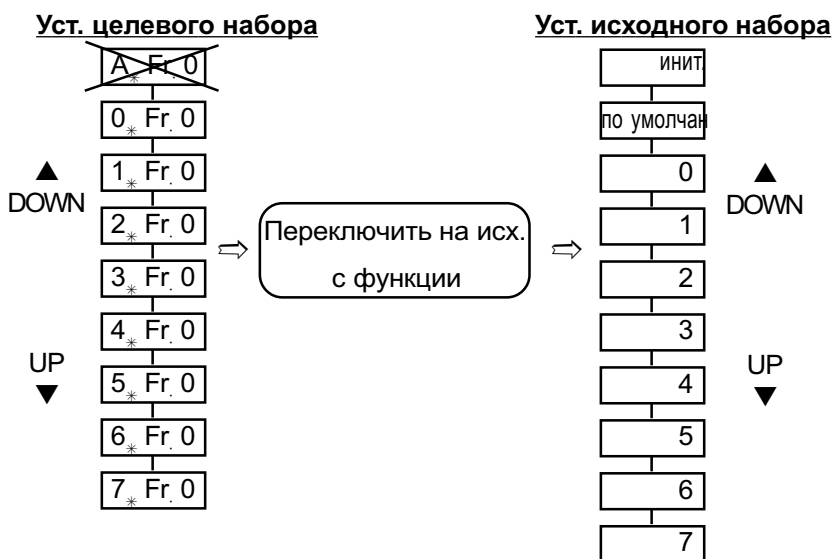 Уст. целевого набора
A* Fr. 0
0* Fr. 0
1* Fr. 0
2* Fr. 0
3* Fr. 0
4* Fr. 0
5* Fr. 0
6* Fr. 0
7* Fr. 0
▲
DOWN
UP
▼
⇨
Переключить на исх.
с функции
⇨
Уст. исходного набора
инит.
по умолчан
0
1
2
3
4
5
6
7
▲
DOWN
UP
▼